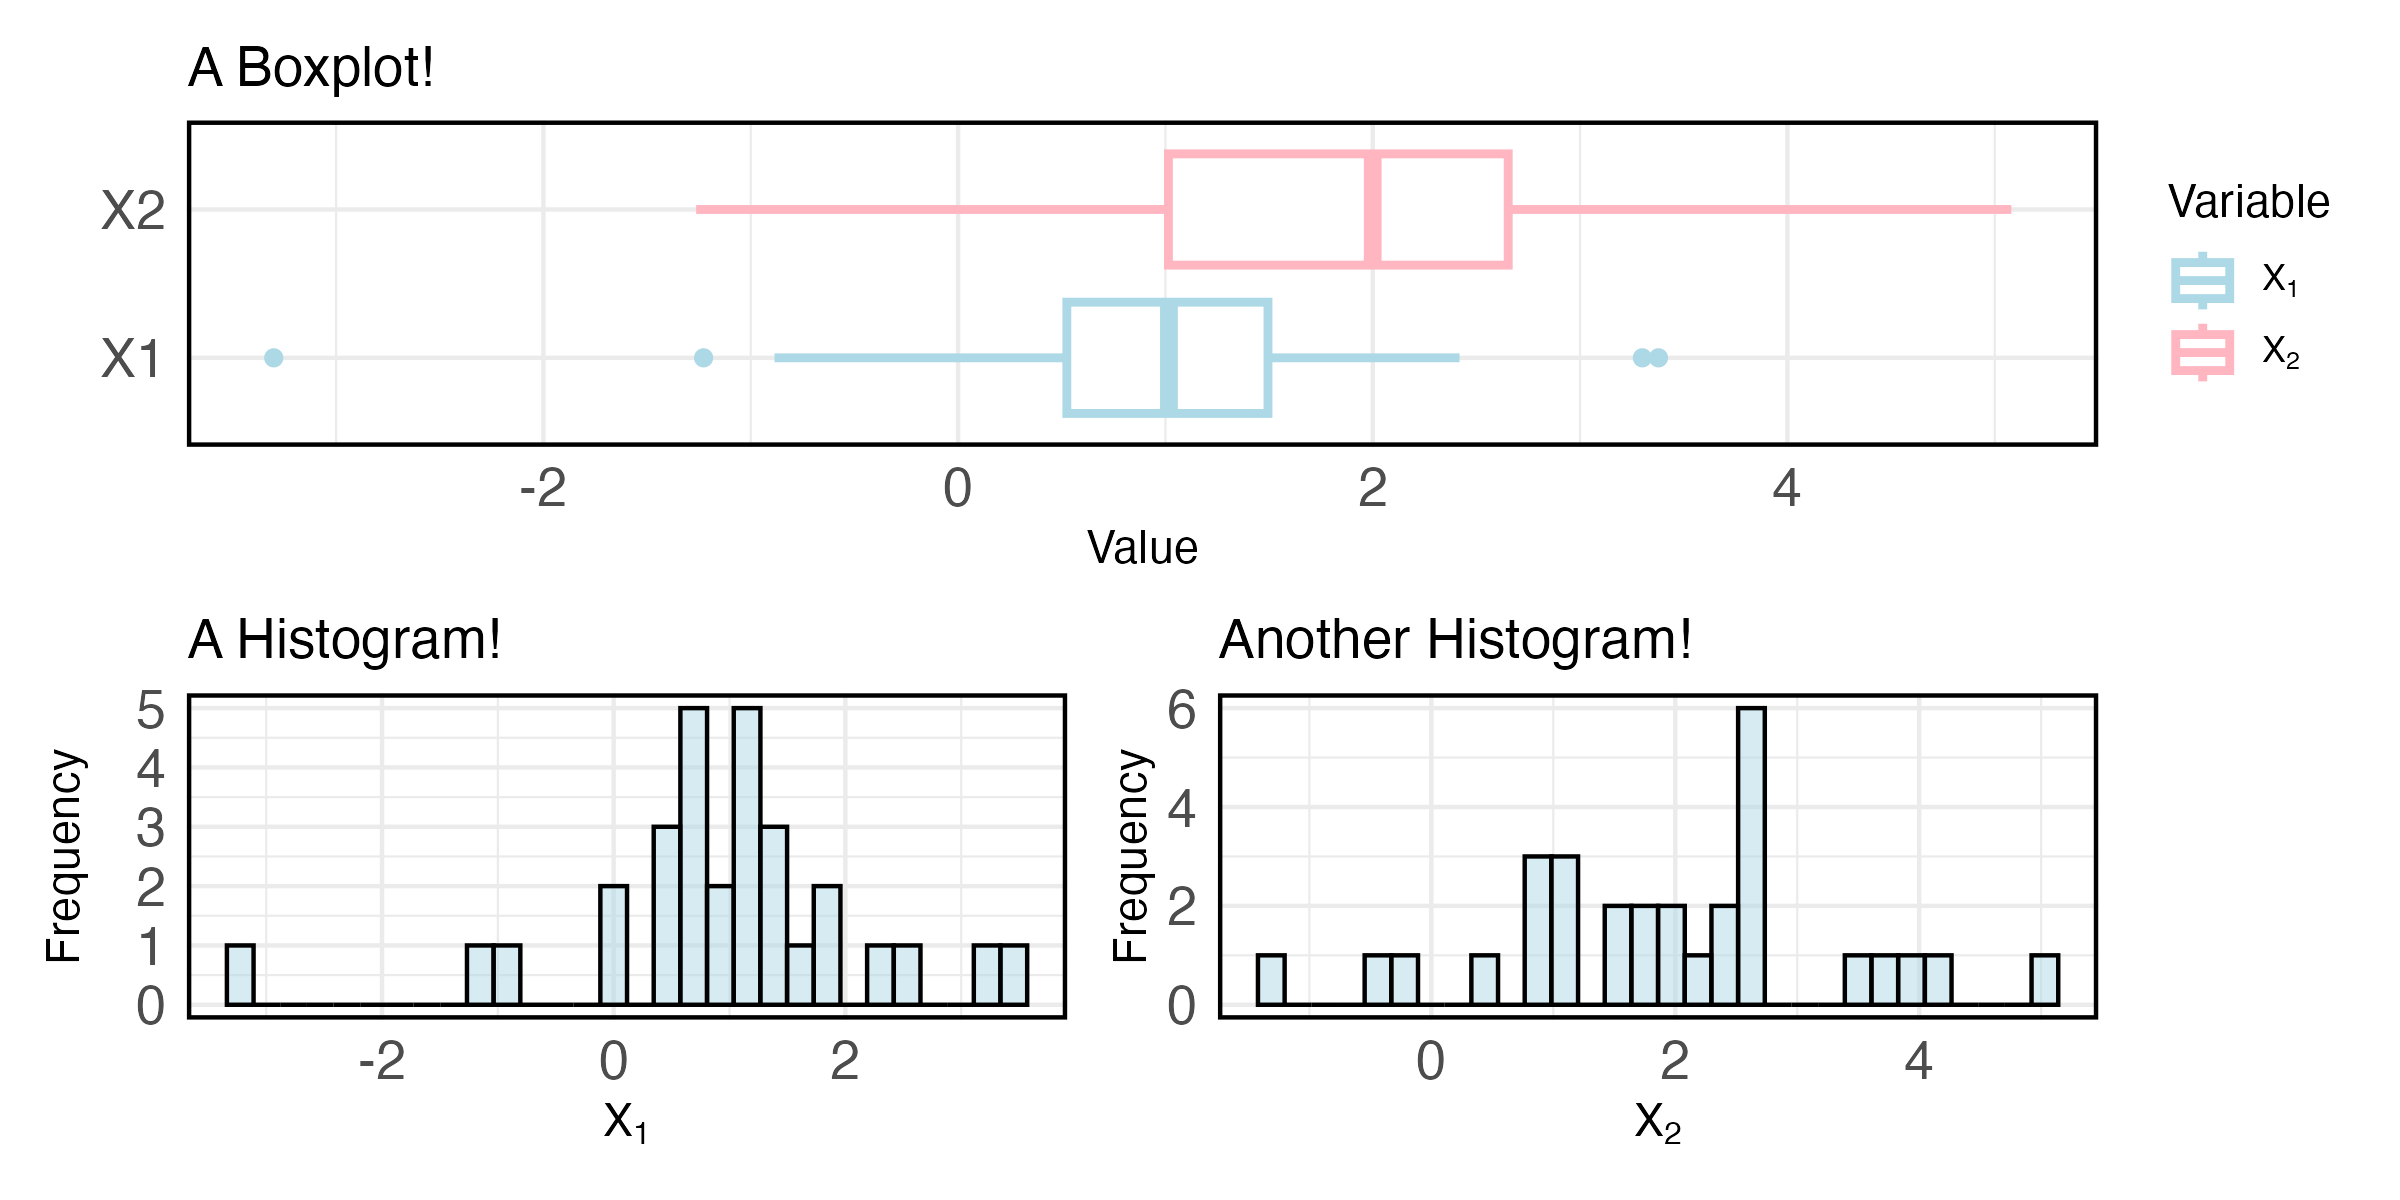 A Boxplot!
X2
X1
-2 0 2 4
Value
Variable
X₁
X₂
A Histogram!
Frequency
5
4
3
2
1
0
-2 0 2
X₁
Another Histogram!
Frequency
6
4
2
0
0 2 4
X₂